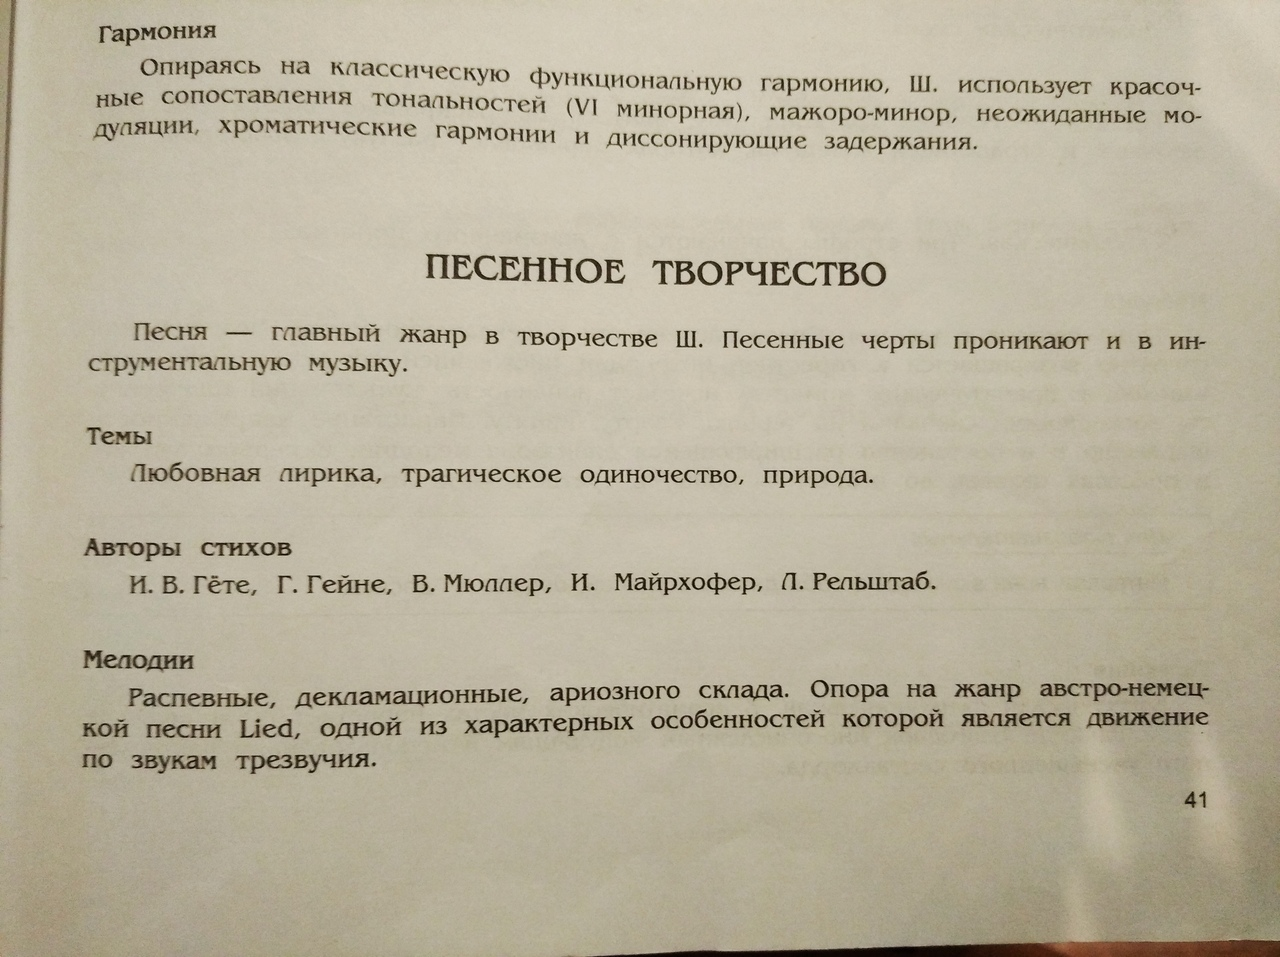 Гармония
Опираясь на классическую функциональную гармонию, Ш. использует красоч-
ные сопоставления тональностей (VI минорная), мажоро-минор, неожиданные мо-
дуляции, хроматические гармонии и диссонирующие задержания.
ПЕСЕННОЕ ТВОРЧЕСТВО
Песня — главный жанр в творчестве Ш. Песенные черты проникают и в ин-
струментальную музыку.
Темы
Любовная лирика, трагическое одиночество, природа.
Авторы стихов
И. В. Гёте, Г. Гейне, В. Мюллер, И. Майрхофер, Л. Рельштаб.
Мелодии
Распевные, декламационные, ариозного склада. Опора на жанр австро-немец-
кой песни Lied, одной из характерных особенностей которой является движение
по звукам трезвучия.
41